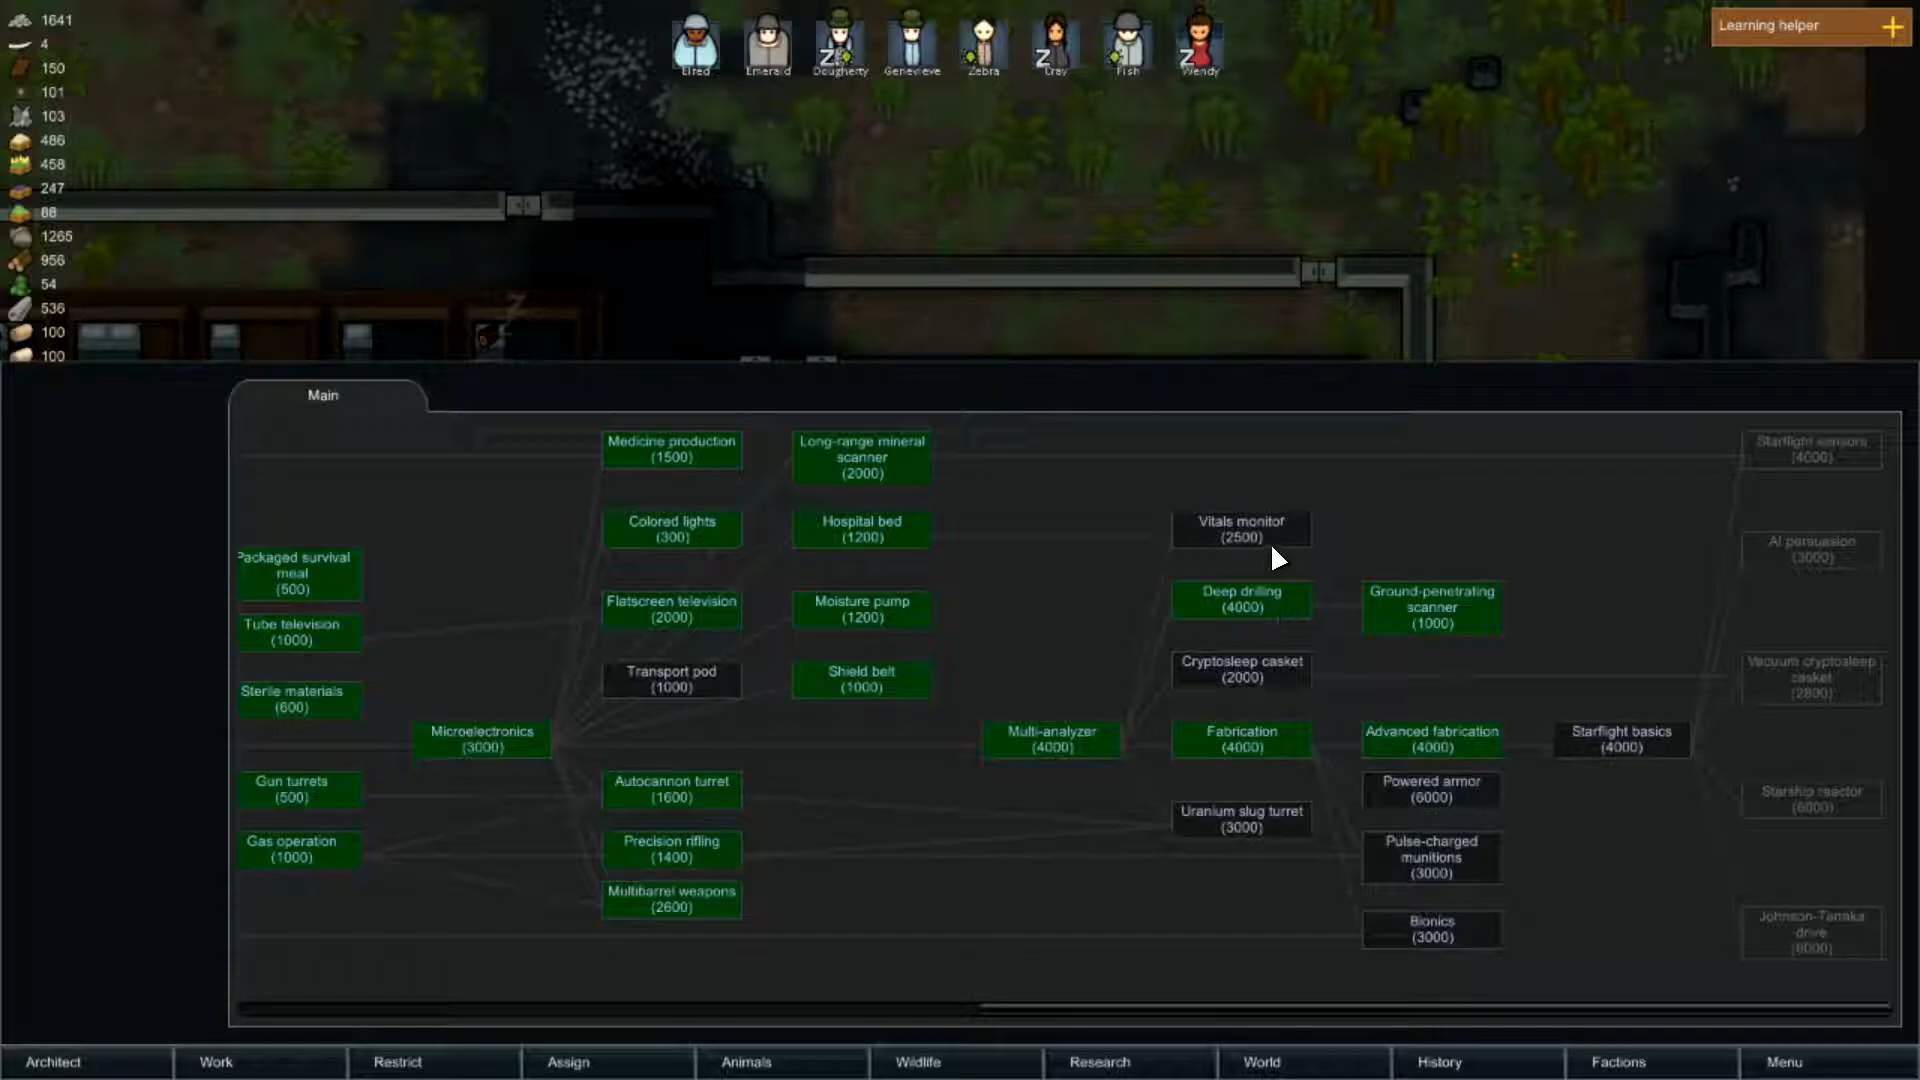 1641
4
150
101
103
486
458
247
88
1265
956
54
536
100
100
Elred
Emerald
Dougherty
Genevieve
Zebra
Cray
Fish
Wendy
Learning helper
Main
Packaged survival
meal
(500)
Tube television
(1000)
Sterile materials
(600)
Gun turrets
(500)
Gas operation
(1000)
Microelectronics
(3000)
Medicine production
(1500)
Colored lights
(300)
Flatscreen television
(2000)
Transport pod
(1000)
Autocannon turret
(1600)
Precision rifling
(1400)
Multibarrel weapons
(2600)
Long-range mineral
scanner
(2000)
Hospital bed
(1200)
Moisture pump
(1200)
Shield belt
(1000)
Multi-analyzer
(4000)
Vitals monitor
(2500)
Deep drilling
(4000)
Cryptosleep casket
(2000)
Fabrication
(4000)
Uranium slug turret
(3000)
Ground-penetrating
scanner
(1000)
Advanced fabrication
(4000)
Powered armor
(6000)
Pulse-charged
munitions
(3000)
Bionics
(3000)
Starflight basics
(4000)
Starflight sensors
(4000)
AI persuasion
(3000)
Vacuum cryptosleep
casket
(2800)
Starship reactor
(6000)
Johnson-Tanaka
drive
(6000)
Architect
Work
Restrict
Assign
Animals
Wildlife
Research
World
History
Factions
Menu